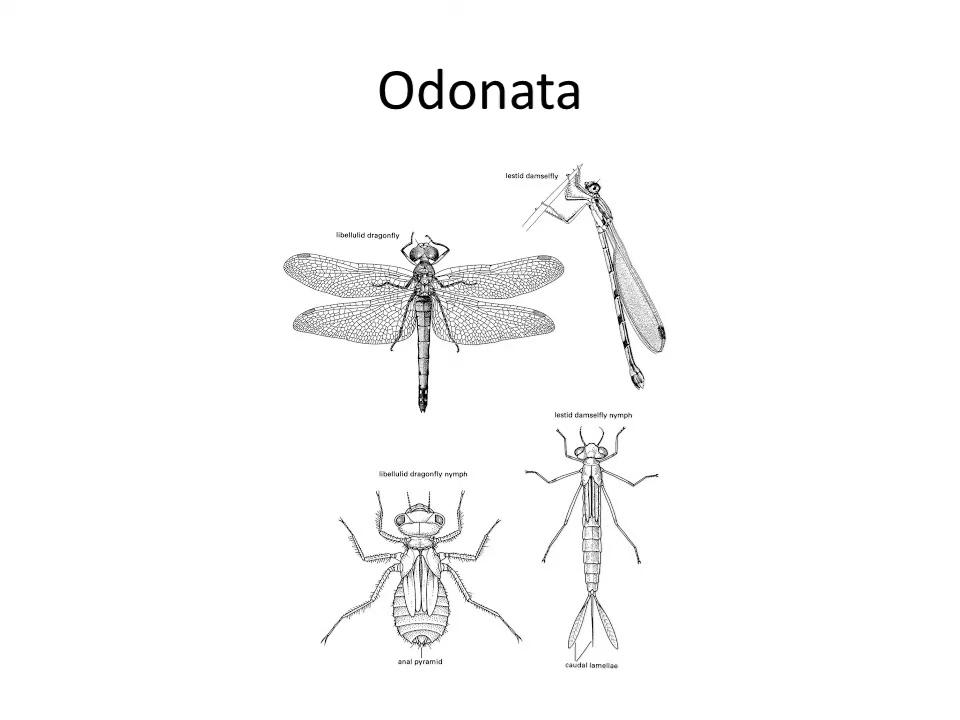 Odonata
lestid damselfly
libellulid dragonfly
lestid damselfly nymph
libellulid dragonfly nymph
anal pyramid
caudal lamellae